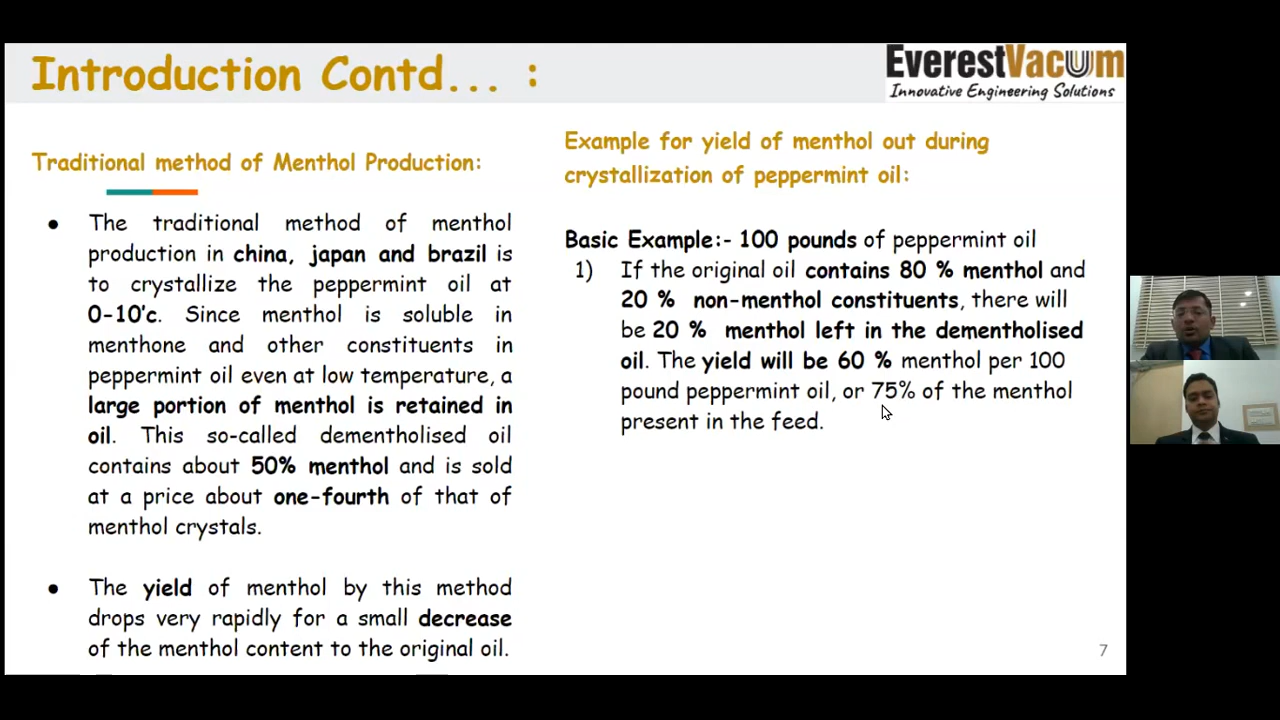 Introduction Contd... :
EverestVacuum
Innovative Engineering Solutions
Traditional method of Menthol Production:
● The traditional method of menthol
production in china, japan and brazil is
to crystallize the peppermint oil at
0-10'c. Since menthol is soluble in
menthone and other constituents in
peppermint oil even at low temperature, a
large portion of menthol is retained in
oil. This so-called dementholised oil
contains about 50% menthol and is sold
at a price about one-fourth of that of
menthol crystals.
● The yield of menthol by this method
drops very rapidly for a small decrease
of the menthol content to the original oil.
Example for yield of menthol out during
crystallization of peppermint oil:
Basic Example:- 100 pounds of peppermint oil
1) If the original oil contains 80 % menthol and
20 % non-menthol constituents, there will
be 20 % menthol left in the dementholised
oil. The yield will be 60 % menthol per 100
pound peppermint oil, or 75% of the menthol
present in the feed.
7